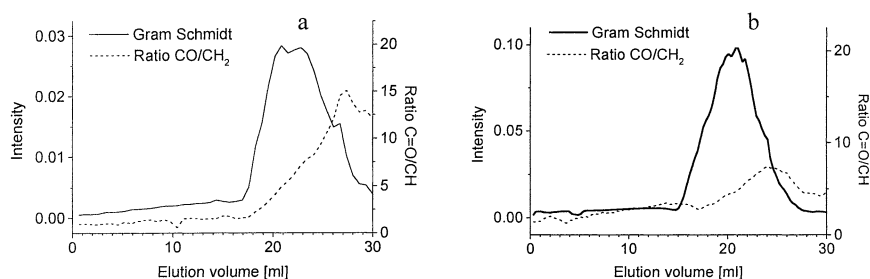 a
Gram Schmidt
Ratio CO/CH₂
Intensity
0.03
0.02
0.01
0.00
20
15
10
5
0
Ratio C=O/CH
0
10
20
30
Elution volume [ml]
b
Gram Schmidt
Ratio CO/CH₂
Intensity
0.10
0.05
0.00
20
10
0
Ratio C=O/CH
0
10
20
30
Elution volume [ml]